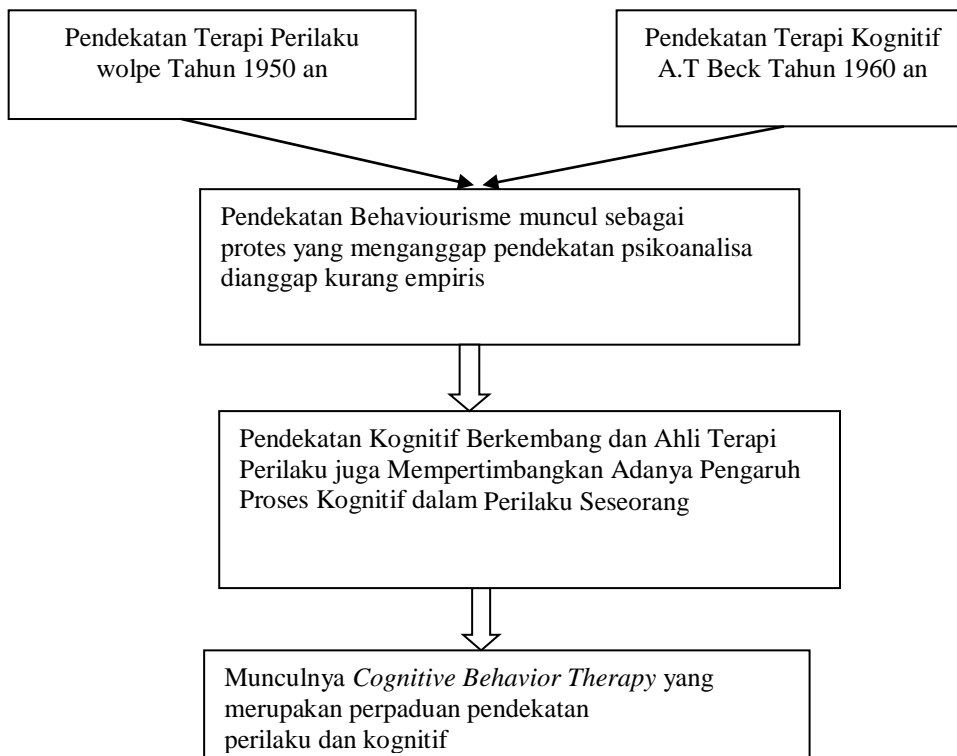 Pendekatan Terapi Perilaku
wolpe Tahun 1950 an
Pendekatan Terapi Kognitif
A.T Beck Tahun 1960 an
Pendekatan Behaviourisme muncul sebagai
protes yang menganggap pendekatan psikoanalisa
dianggap kurang empiris
Pendekatan Kognitif Berkembang dan Ahli Terapi
Perilaku juga Mempertimbangkan Adanya Pengaruh
Proses Kognitif dalam Perilaku Seseorang
Munculnya Cognitive Behavior Therapy yang
merupakan perpaduan pendekatan
perilaku dan kognitif